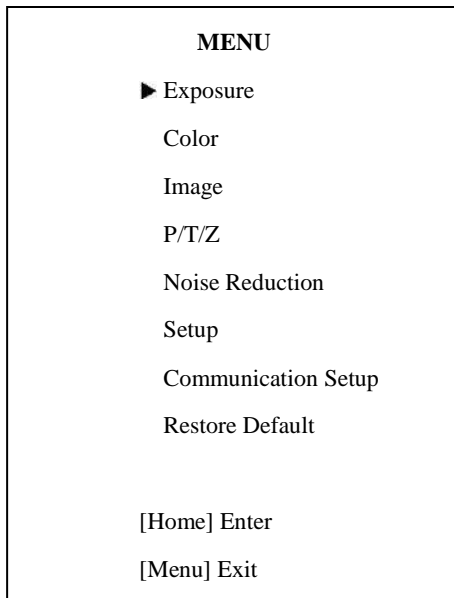 MENU
▶ Exposure
Color
Image
P/T/Z
Noise Reduction
Setup
Communication Setup
Restore Default
[Home] Enter
[Menu] Exit